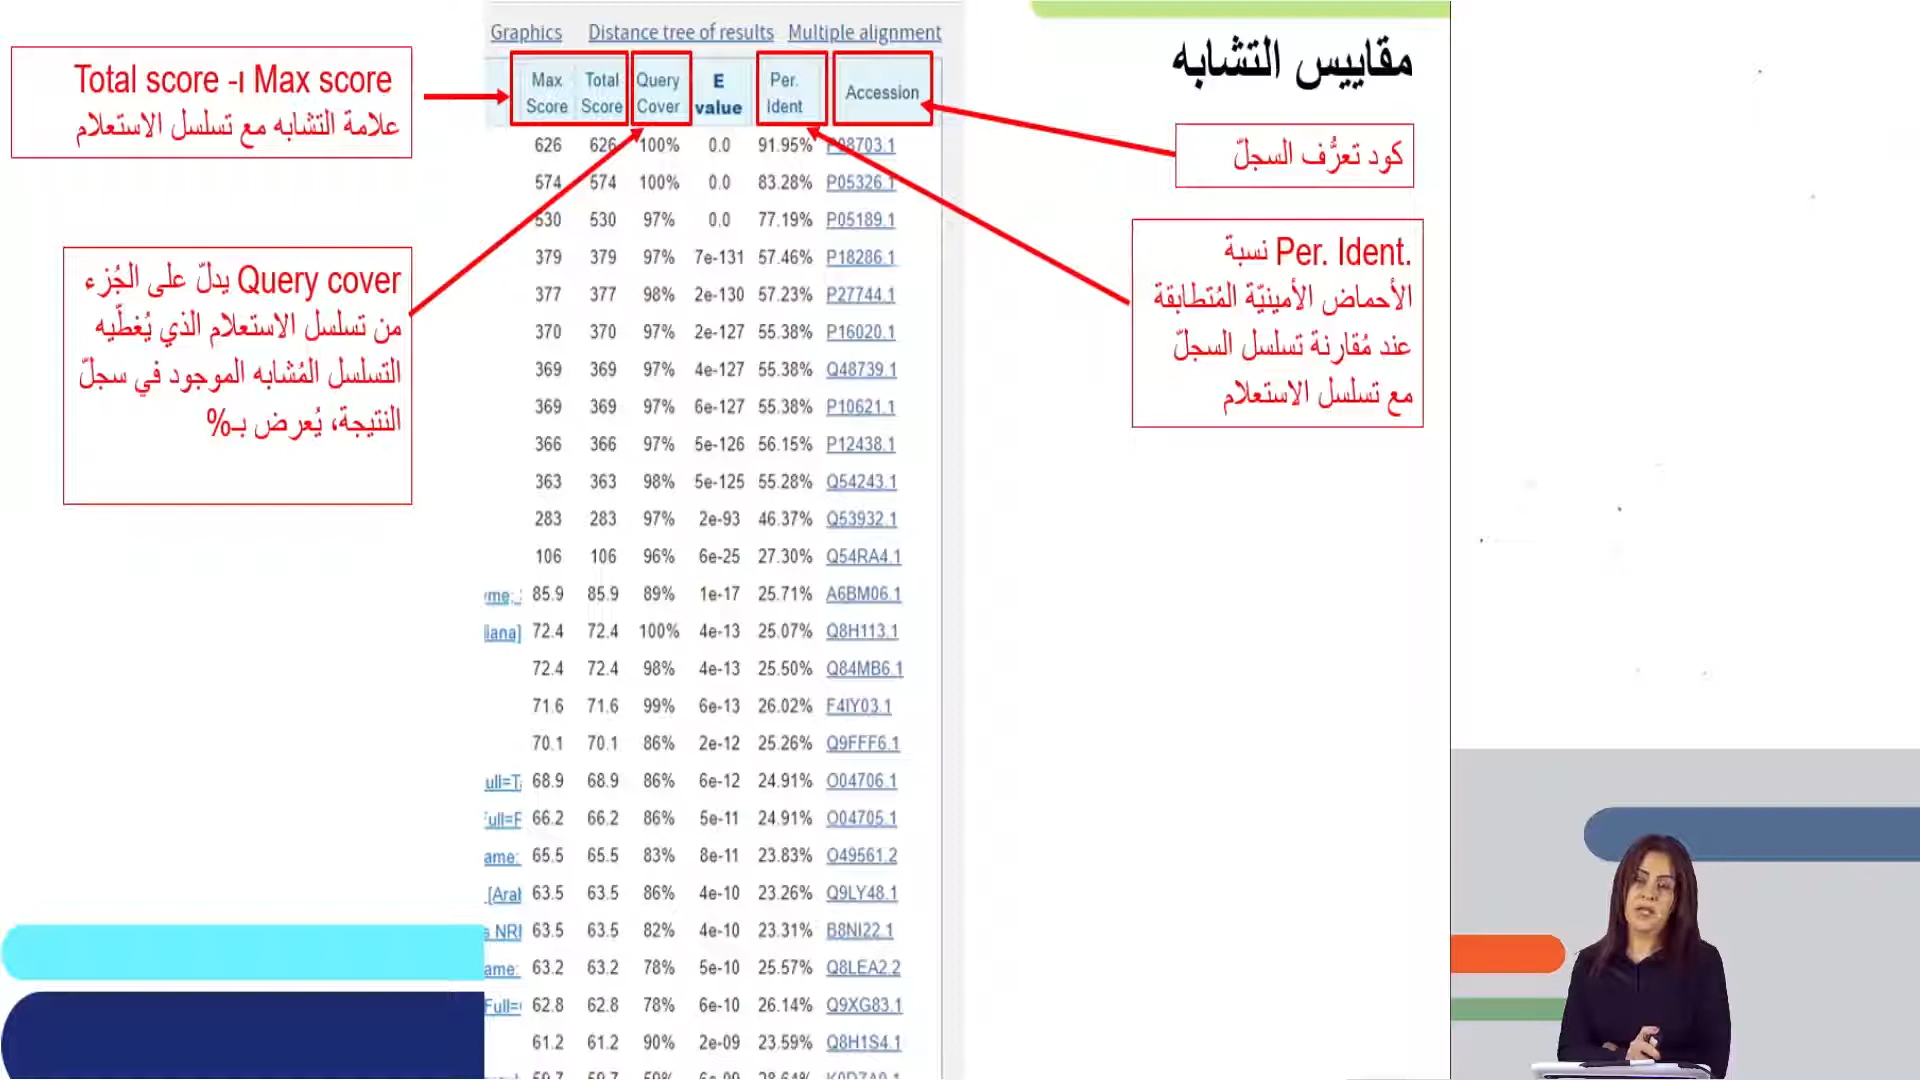 مقاييس التشابه
Graphics Distance tree of results Multiple alignment
Max Score Total Score Query Cover E value Per. Ident Accession
626 626 100% 0.0 91.95% P08703.1
574 574 100% 0.0 83.28% P05326.1
530 530 97% 0.0 77.19% P05189.1
379 379 97% 7e-131 57.46% P18286.1
377 377 98% 2e-130 57.23% P27744.1
370 370 97% 2e-127 55.38% P16020.1
369 369 97% 4e-127 55.38% Q48739.1
369 369 97% 6e-127 55.38% P10621.1
366 366 97% 5e-126 56.15% P12438.1
363 363 98% 5e-125 55.28% Q54243.1
283 283 97% 2e-93 46.37% Q53932.1
106 106 96% 6e-25 27.30% Q54RA4.1
yme; 85.9 85.9 89% 1e-17 25.71% A6BM06.1
liana] 72.4 72.4 100% 4e-13 25.07% Q8H113.1
72.4 72.4 98% 4e-13 25.50% Q84MB6.1
71.6 71.6 99% 6e-13 26.02% F4IY03.1
70.1 70.1 86% 2e-12 25.26% Q9FFF6.1
ull=T 68.9 68.9 86% 6e-12 24.91% O04706.1
Full=F 66.2 66.2 86% 5e-11 24.91% O04705.1
ame: 65.5 65.5 83% 8e-11 23.83% O49561.2
[Aral 63.5 63.5 86% 4e-10 23.26% Q9LY48.1
s NRI 63.5 63.5 82% 4e-10 23.31% B8NI22.1
ame: 63.2 63.2 78% 5e-10 25.57% Q8LEA2.2
Full= 62.8 62.8 78% 6e-10 26.14% Q9XG83.1
61.2 61.2 90% 2e-09 23.59% Q8H1S4.1
كود تعرُّف السجلّ
Per. Ident. نسبة
الأحماض الأمينيّة المُتطابقة
عند مُقارنة تسلسل السجلّ
مع تسلسل الاستعلام
Max score ו- Total score
علامة التشابه مع تسلسل الاستعلام
Query cover يدلّ على الجُزء
من تسلسل الاستعلام الذي يُغطّيه
التسلسل المُشابه الموجود في سجلّ
النتيجة، يُعرض بـ%